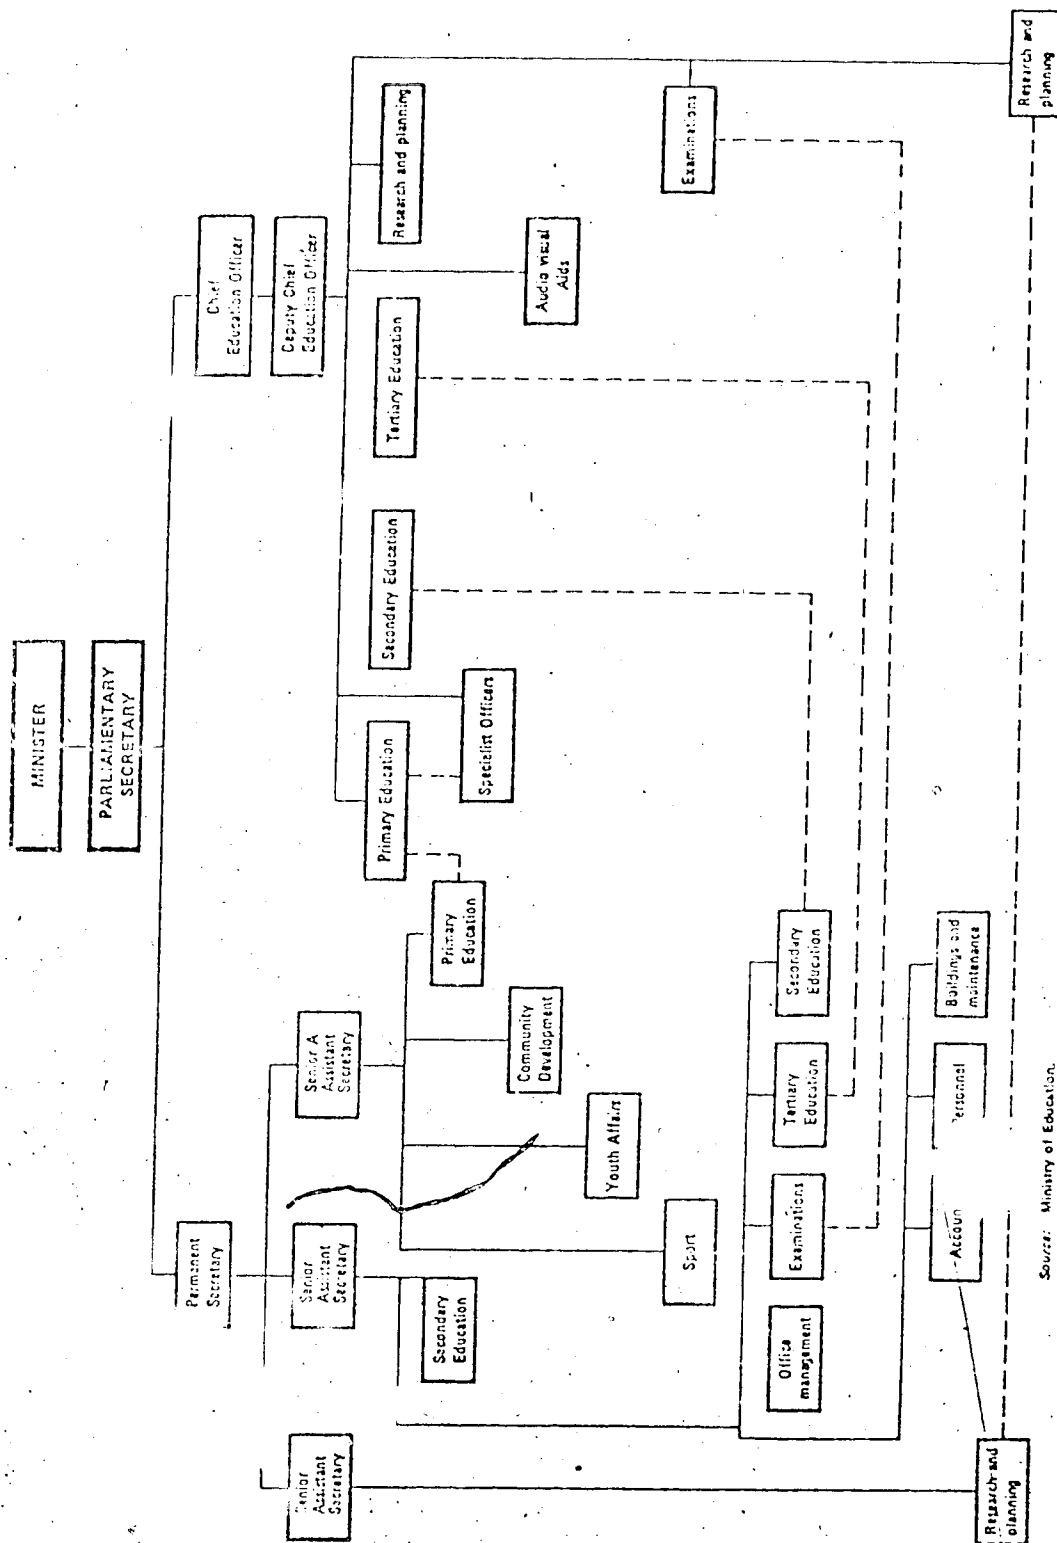 MINISTER
PARLIAMENTARY
SECRETARY
Permanent
Secretary
Chief
Education Officer
Deputy Chief
Education Officer
Senior
Assistant
Secretary
Senior
Assistant
Secretary
Senior A
Assistant
Secretary
Secondary
Education
Sport
Youth Affairs
Community
Development
Primary
Education
Primary Education
Specialist Officers
Secondary Education
Tertiary Education
Audio visual
Aids
Research and planning
Examinations
Research and
planning
Office
management
Examinations
Tertiary
Education
Secondary
Education
Research and
planning
Buildings and
maintenance
Source: Ministry of Education.